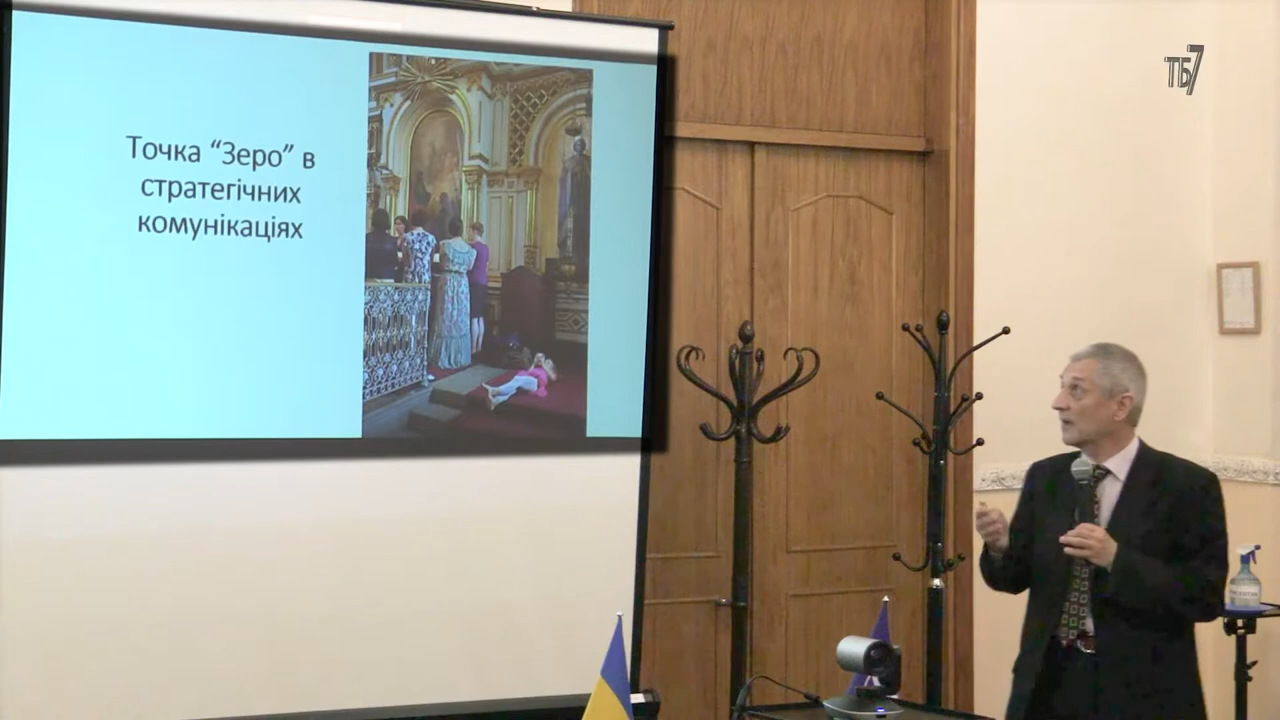 Точка “Зеро” в
стратегічних
комунікаціях
ТБ7